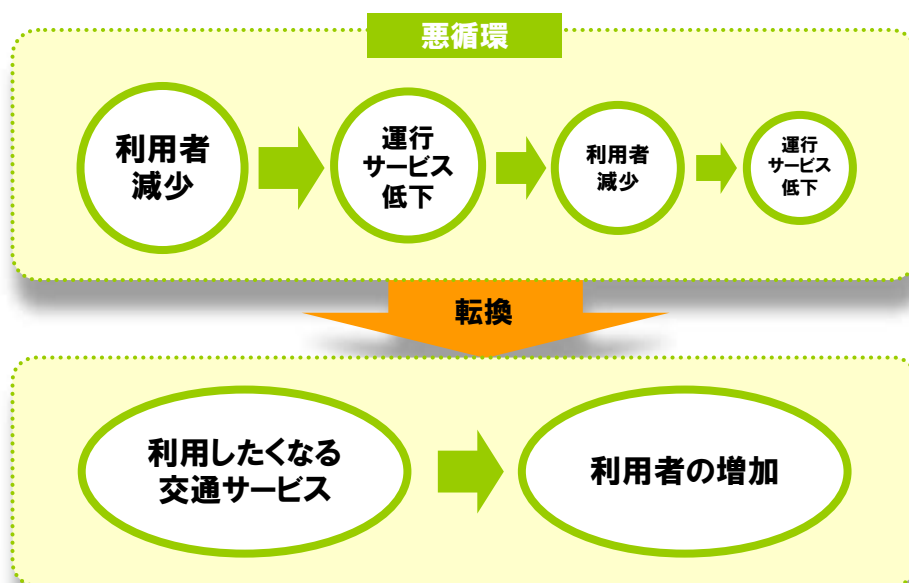 悪循環
利用者
減少
運行
サービス
低下
利用者
減少
運行
サービス
低下
転換
利用したくなる
交通サービス
利用者の増加